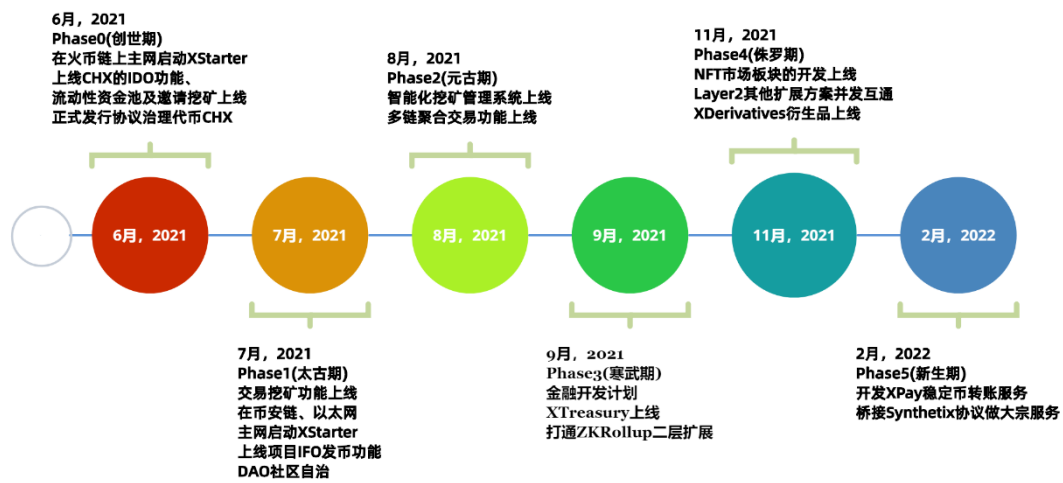 6月，2021
Phase0(创世期)
在火币链上主网启动XStarter
上线CHX的IDO功能、
流动性资金池及邀请挖矿上线
正式发行协议治理代币CHX
8月，2021
Phase2(元古期)
智能化挖矿管理系统上线
多链聚合交易功能上线
11月，2021
Phase4(侏罗期)
NFT市场板块的开发上线
Layer2其他扩展方案并发互通
XDerivatives衍生品上线
6月，2021
7月，2021
8月，2021
9月，2021
11月，2021
2月，2022
7月，2021
Phase1(太古期)
交易挖矿功能上线
在币安链、以太网
主网启动XStarter
上线项目IFO发币功能
DAO社区自治
9月，2021
Phase3(寒武期)
金融开发计划
XTreasury上线
打通ZKRollup二层扩展
2月，2022
Phase5(新生期)
开发XPay稳定币转账服务
桥接Synthetix协议做大宗服务